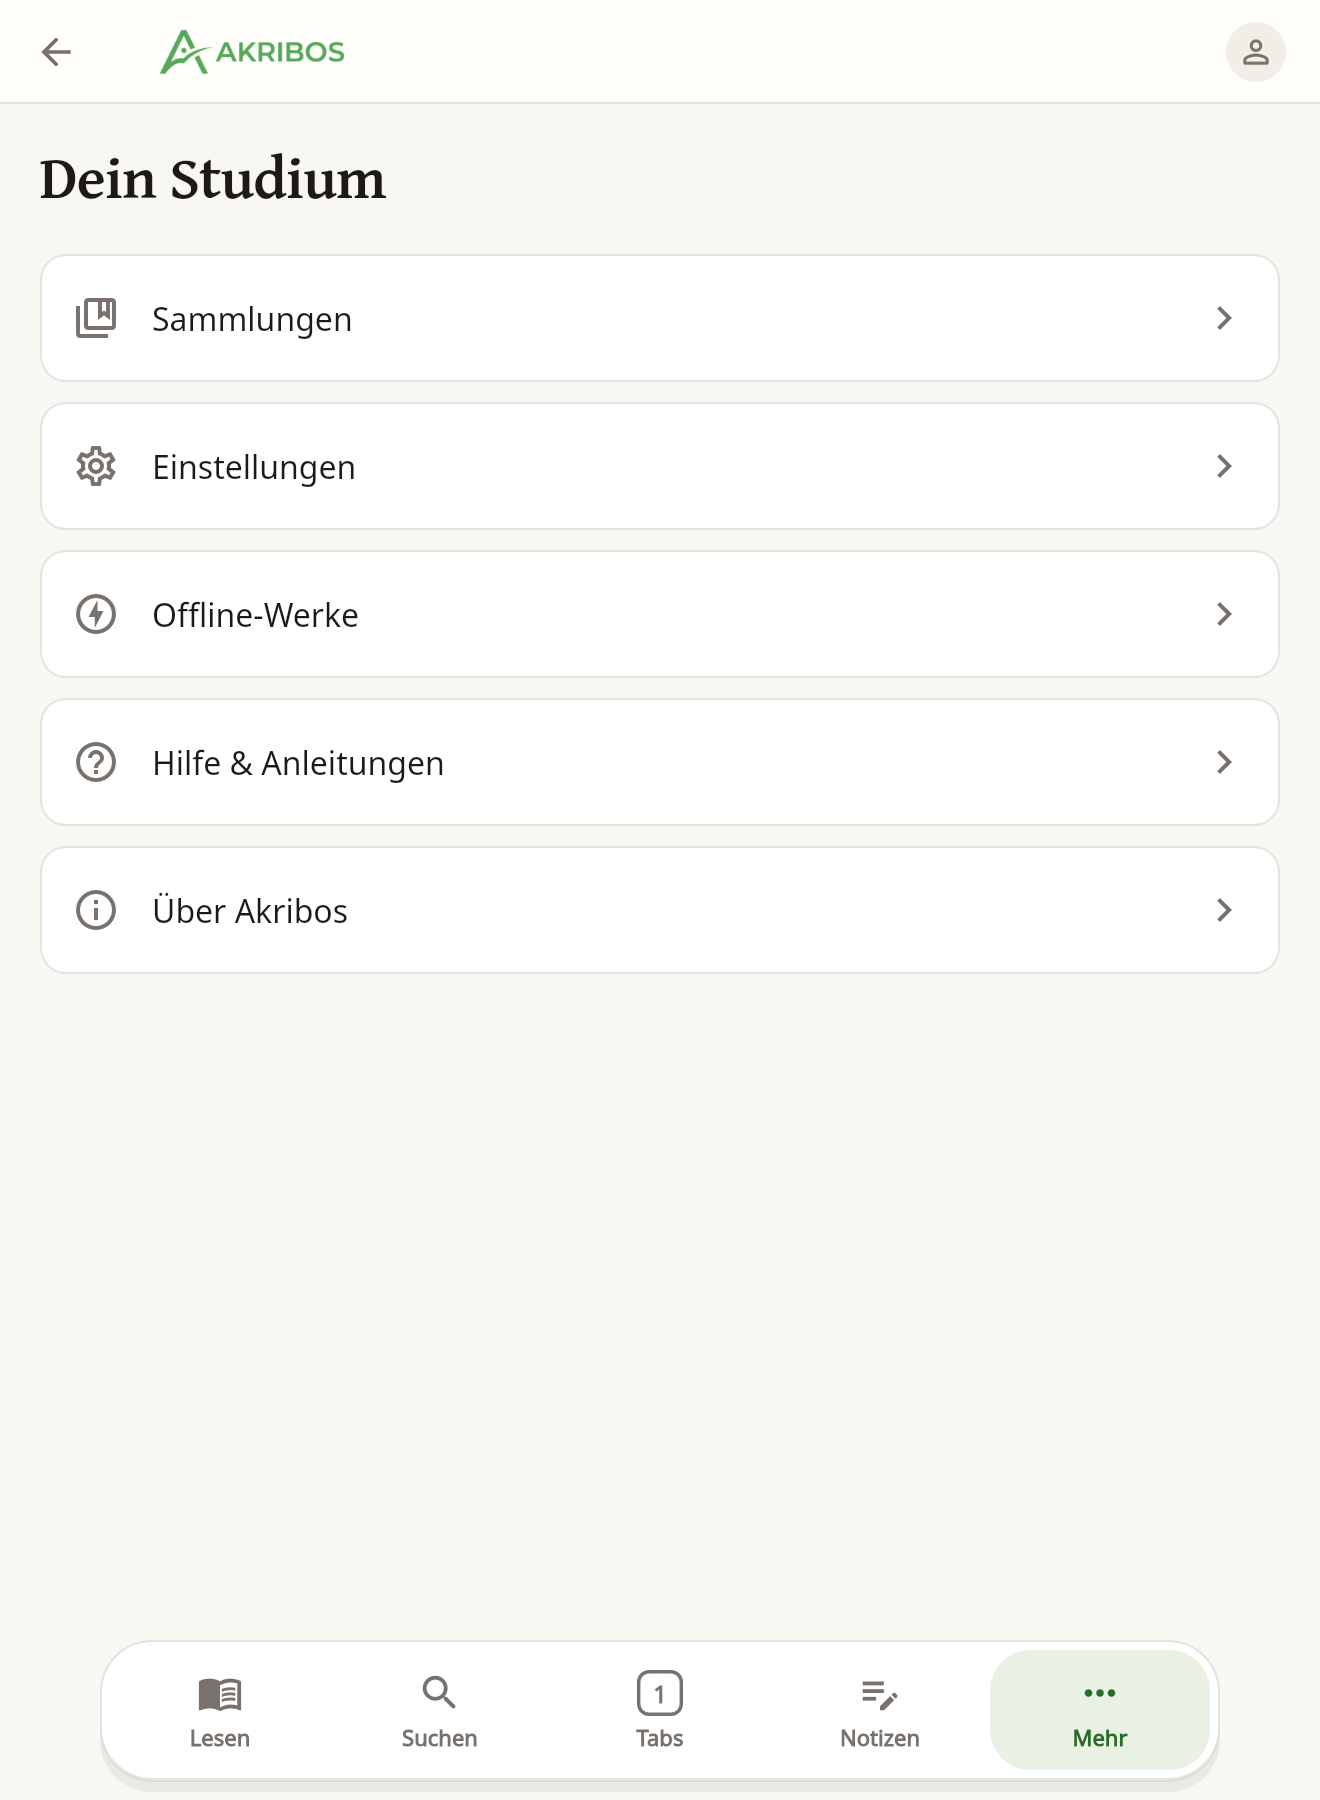 AKRIBOS
Dein Studium
Sammlungen
Einstellungen
Offline-Werke
Hilfe & Anleitungen
Über Akribos
1
Lesen
Suchen
Tabs
Notizen
Mehr